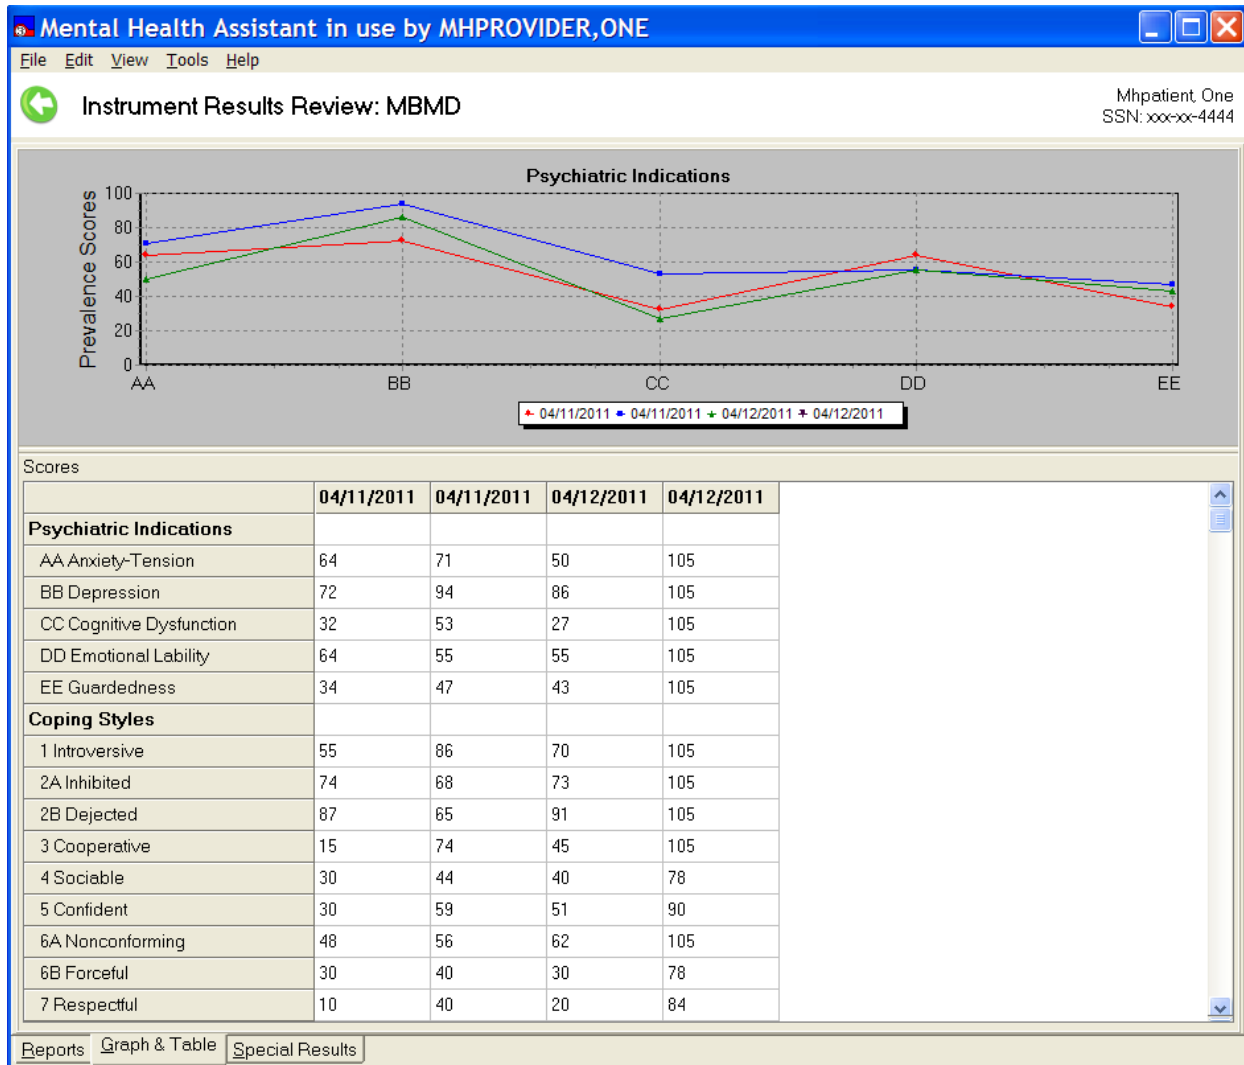 Mental Health Assistant in use by MHPROVIDER,ONE
File Edit View Tools Help
Instrument Results Review: MBMD
Mhpatient, One
SSN: xxx-xx-4444
Psychiatric Indications
Prevalence Scores
100
80
60
40
20
0
AA BB CC DD EE
04/11/2011 04/11/2011 04/12/2011 04/12/2011
Scores
04/11/2011 04/11/2011 04/12/2011 04/12/2011
Psychiatric Indications
AA Anxiety-Tension 64 71 50 105
BB Depression 72 94 86 105
CC Cognitive Dysfunction 32 53 27 105
DD Emotional Lability 64 55 55 105
EE Guardedness 34 47 43 105
Coping Styles
1 Introversive 55 86 70 105
2A Inhibited 74 68 73 105
2B Dejected 87 65 91 105
3 Cooperative 15 74 45 105
4 Sociable 30 44 40 78
5 Confident 30 59 51 90
6A Nonconforming 48 56 62 105
6B Forceful 30 40 30 78
7 Respectful 10 40 20 84
Reports Graph & Table Special Results